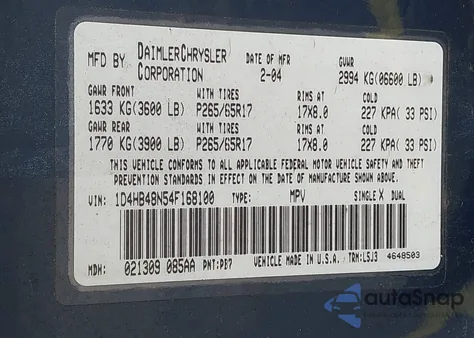 MFD BY DAIMLERCHRYSLER CORPORATION DATE OF MFR 2-04 GVWR 2994 KG(06600 LB)
GAWR FRONT WITH TIRES RIMS AT COLD
1633 KG(3600 LB) P265/65R17 17X8.0 227 KPA( 33 PSI)
GAWR REAR WITH TIRES RIMS AT COLD
1770 KG(3900 LB) P265/65R17 17X8.0 227 KPA( 33 PSI)
THIS VEHICLE CONFORMS TO ALL APPLICABLE FEDERAL MOTOR VEHICLE SAFETY AND THEFT
PREVENTION STANDARDS IN EFFECT ON THE DATE OF MANUFACTURE SHOWN ABOVE.
VIN: 1D4HB48N54F168100 TYPE: MPV SINGLE X DUAL
MDH: 021309 085AA PNT:PB7 VEHICLE MADE IN U.S.A. TRM:L5J3 4648503
autoSnap